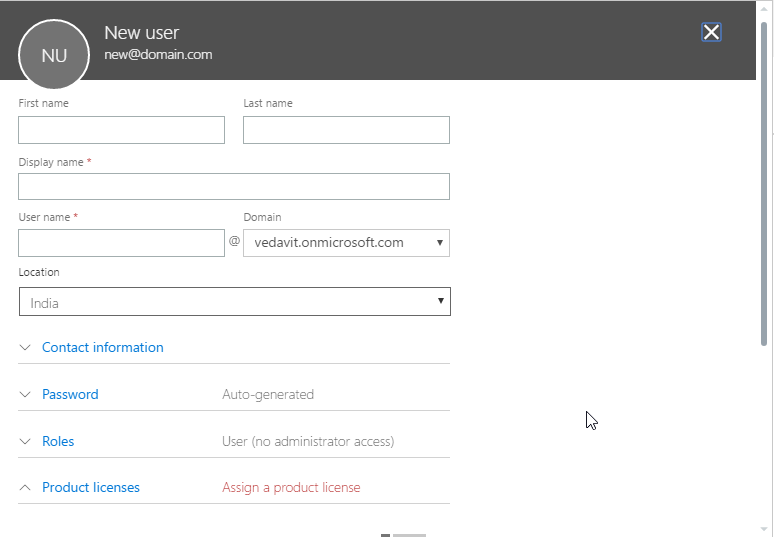 NU
New user
new@domain.com
First name Last name
Display name *
User name * Domain
@ vedavit.onmicrosoft.com
Location
India
Contact information
Password Auto-generated
Roles User (no administrator access)
Product licenses Assign a product license